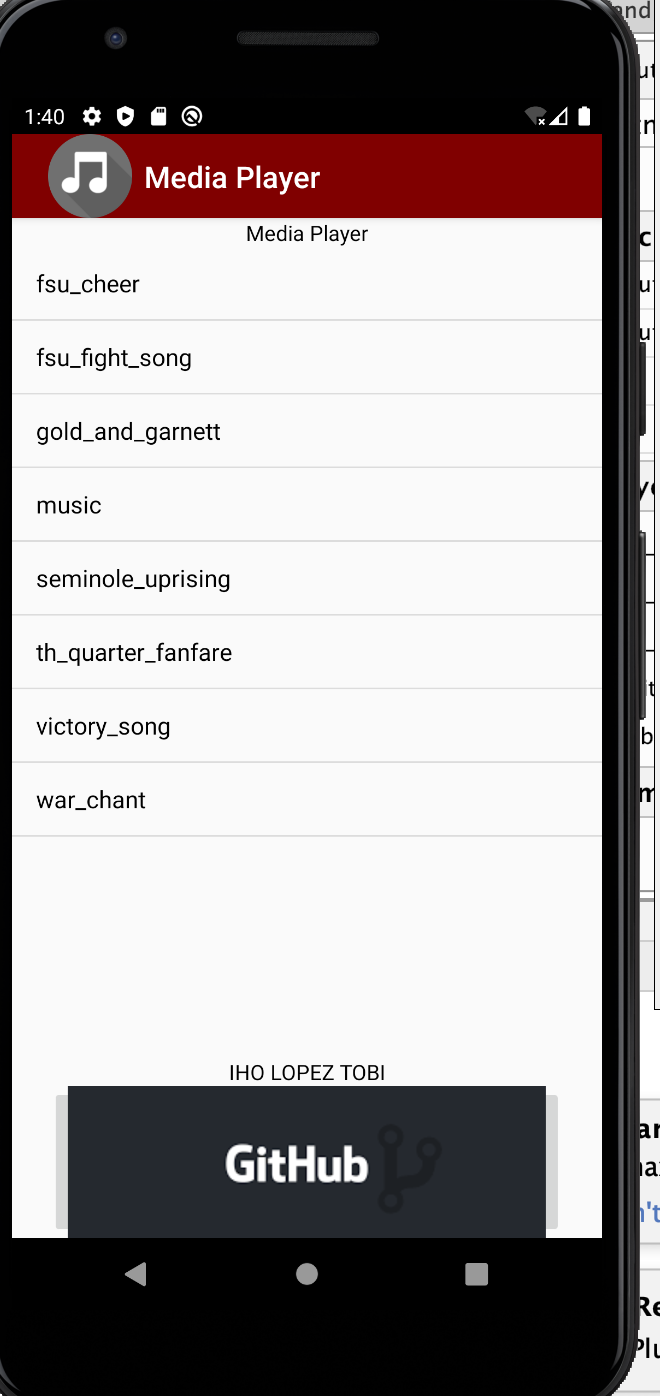 1:40
Media Player
Media Player
fsu_cheer
fsu_fight_song
gold_and_garnett
music
seminole_uprising
th_quarter_fanfare
victory_song
war_chant
IHO LOPEZ TOBI
GitHub